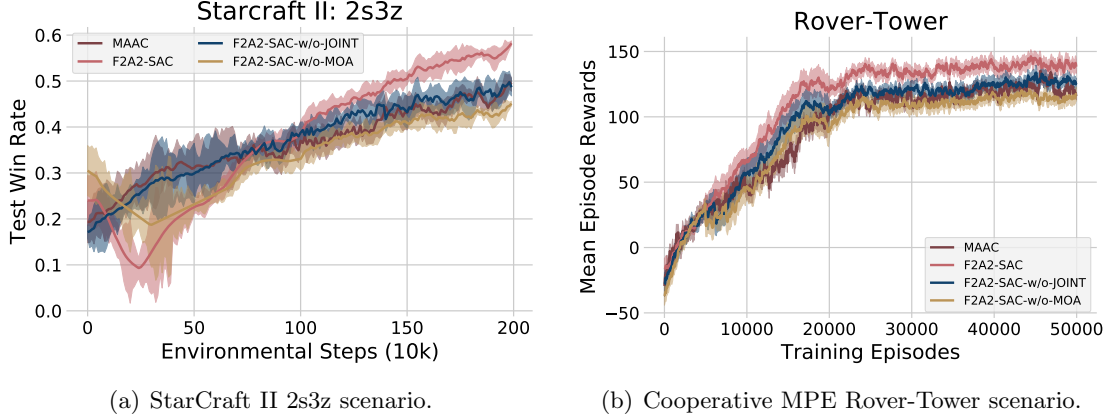 Starcraft II: 2s3z
MAAC
F2A2-SAC
F2A2-SAC-w/o-JOINT
F2A2-SAC-w/o-MOA
Test Win Rate
0.6
0.5
0.4
0.3
0.2
0.1
0.0
0 50 100 150 200
Environmental Steps (10k)
(a) StarCraft II 2s3z scenario.
Rover-Tower
Mean Episode Rewards
150
100
50
0
−50
MAAC
F2A2-SAC
F2A2-SAC-w/o-JOINT
F2A2-SAC-w/o-MOA
0 10000 20000 30000 40000 50000
Training Episodes
(b) Cooperative MPE Rover-Tower scenario.